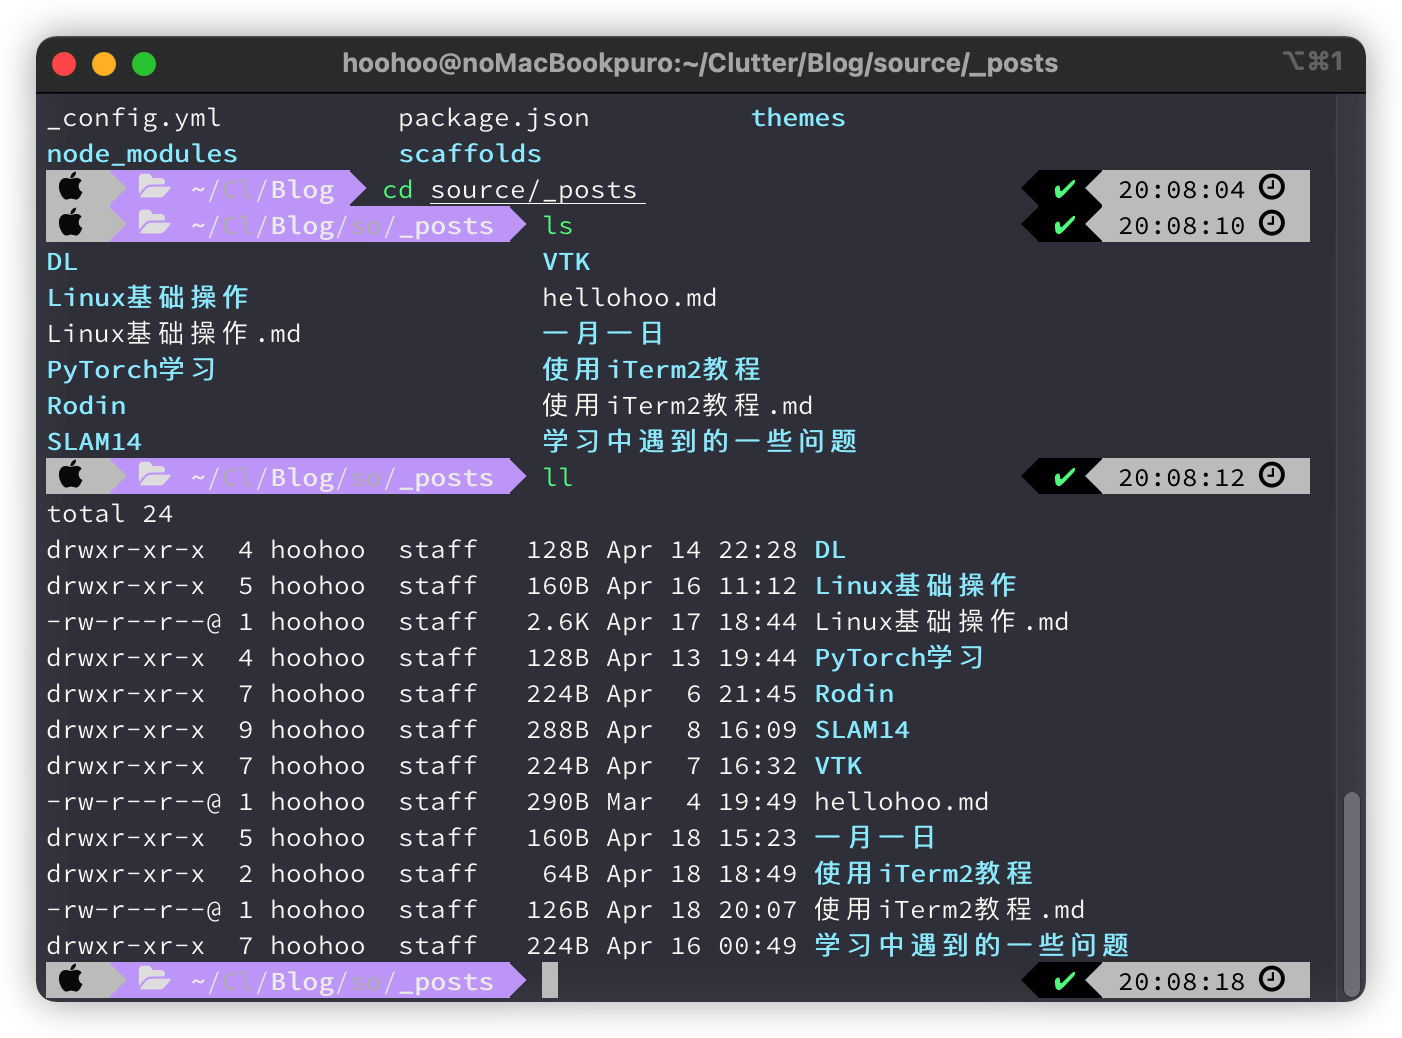 hoohoo@noMacBookpuro:~/Clutter/Blog/source/_posts ⌥⌘1
_config.yml package.json themes
node_modules scaffolds
~/Cl/Blog cd source/_posts ✔ 20:08:04
~/Cl/Blog/so/_posts ls ✔ 20:08:10
DL VTK
Linux基础操作 hellohoo.md
Linux基础操作.md 一月一日
PyTorch学习 使用iTerm2教程
Rodin 使用iTerm2教程.md
SLAM14 学习中遇到的一些问题
~/Cl/Blog/so/_posts ll ✔ 20:08:12
total 24
drwxr-xr-x 4 hoohoo staff 128B Apr 14 22:28 DL
drwxr-xr-x 5 hoohoo staff 160B Apr 16 11:12 Linux基础操作
-rw-r--r--@ 1 hoohoo staff 2.6K Apr 17 18:44 Linux基础操作.md
drwxr-xr-x 4 hoohoo staff 128B Apr 13 19:44 PyTorch学习
drwxr-xr-x 7 hoohoo staff 224B Apr 6 21:45 Rodin
drwxr-xr-x 9 hoohoo staff 288B Apr 8 16:09 SLAM14
drwxr-xr-x 7 hoohoo staff 224B Apr 7 16:32 VTK
-rw-r--r--@ 1 hoohoo staff 290B Mar 4 19:49 hellohoo.md
drwxr-xr-x 5 hoohoo staff 160B Apr 18 15:23 一月一日
drwxr-xr-x 2 hoohoo staff 64B Apr 18 18:49 使用iTerm2教程
-rw-r--r--@ 1 hoohoo staff 126B Apr 18 20:07 使用iTerm2教程.md
drwxr-xr-x 7 hoohoo staff 224B Apr 16 00:49 学习中遇到的一些问题
~/Cl/Blog/so/_posts ✔ 20:08:18